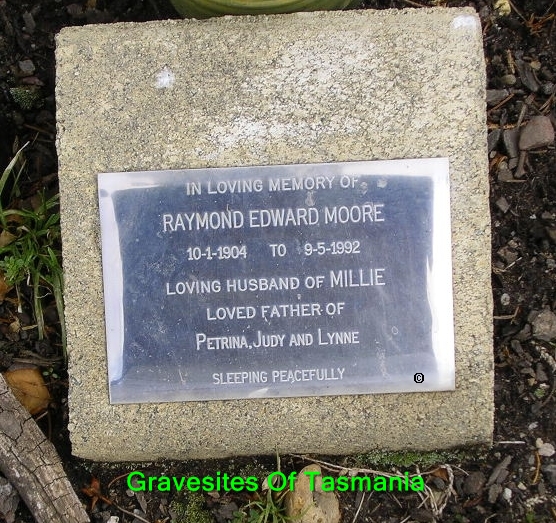 IN LOVING MEMORY OF
RAYMOND EDWARD MOORE
10-1-1904 TO 9-5-1992
LOVING HUSBAND OF MILLIE
LOVED FATHER OF
PETRINA, JUDY AND LYNNE
SLEEPING PEACEFULLY
©
Gravesites Of Tasmania